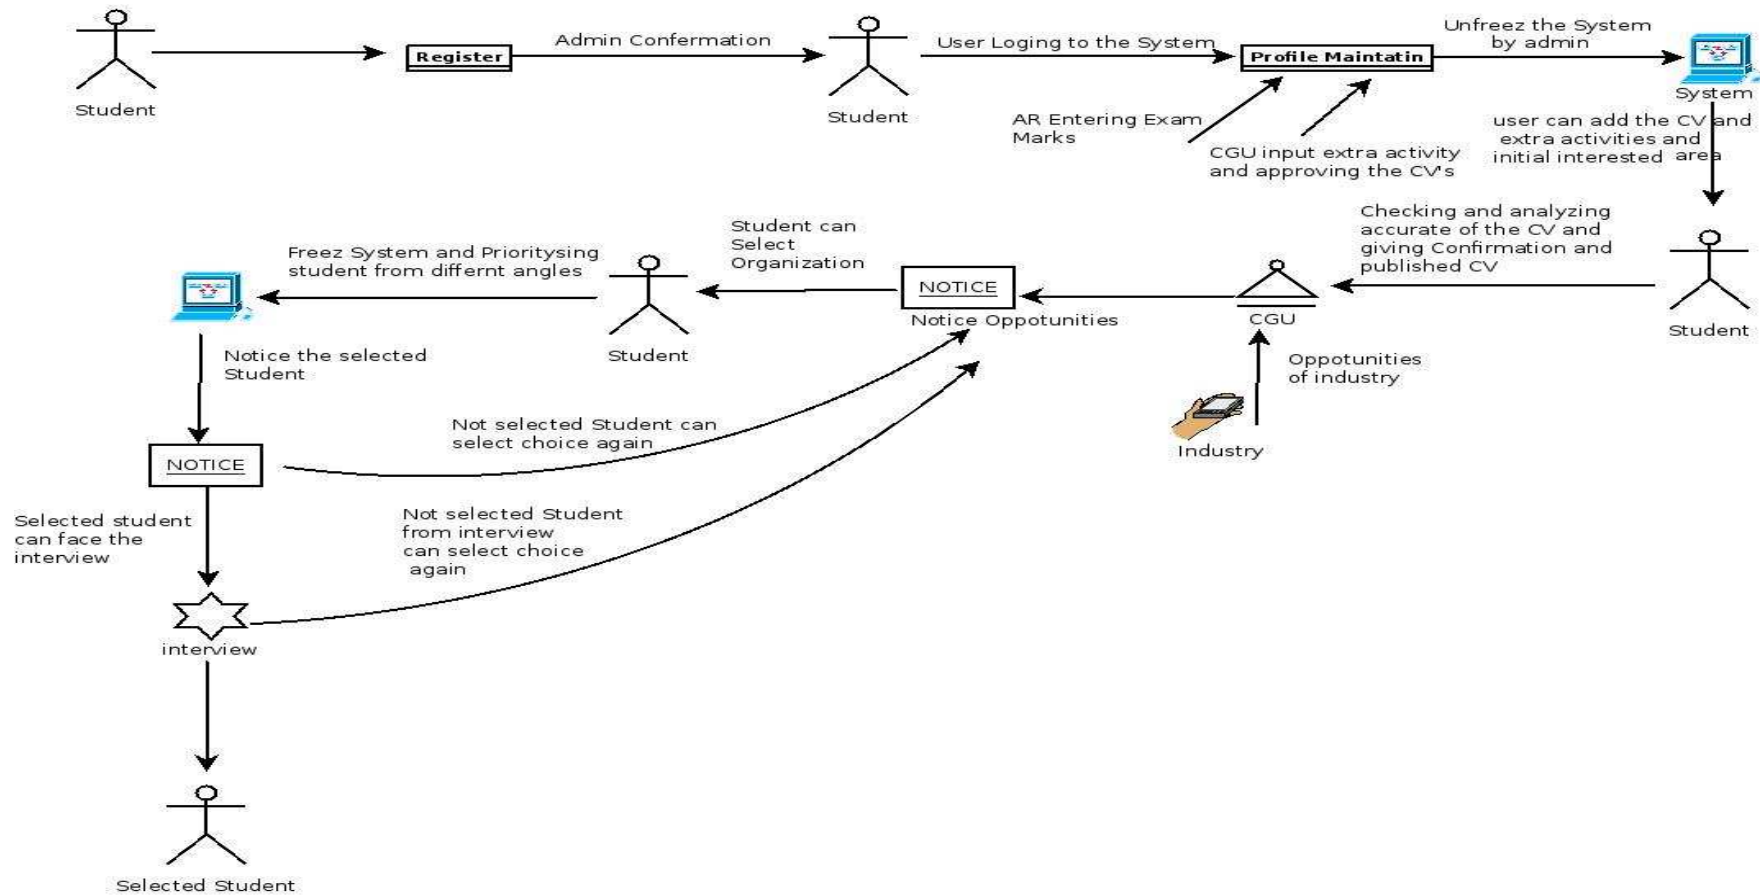 Student
Register
Admin Confermation
Student
User Loging to the System
Profile Maintatin
Unfreez the System
by admin
System
AR Entering Exam
Marks
CGU input extra activity
and approving the CV's
user can add the CV and
extra activities and
initial interested area
Student
Checking and analyzing
accurate of the CV and
giving Confirmation and
published CV
CGU
Oppotunities
of industry
Industry
NOTICE
Notice Oppotunities
Student can
Select
Organization
Student
Freez System and Prioritysing
student from differnt angles
Notice the selected
Student
NOTICE
Not selected Student can
select choice again
Selected student
can face the
interview
Not selected Student
from interview
can select choice
again
interview
Selected Student